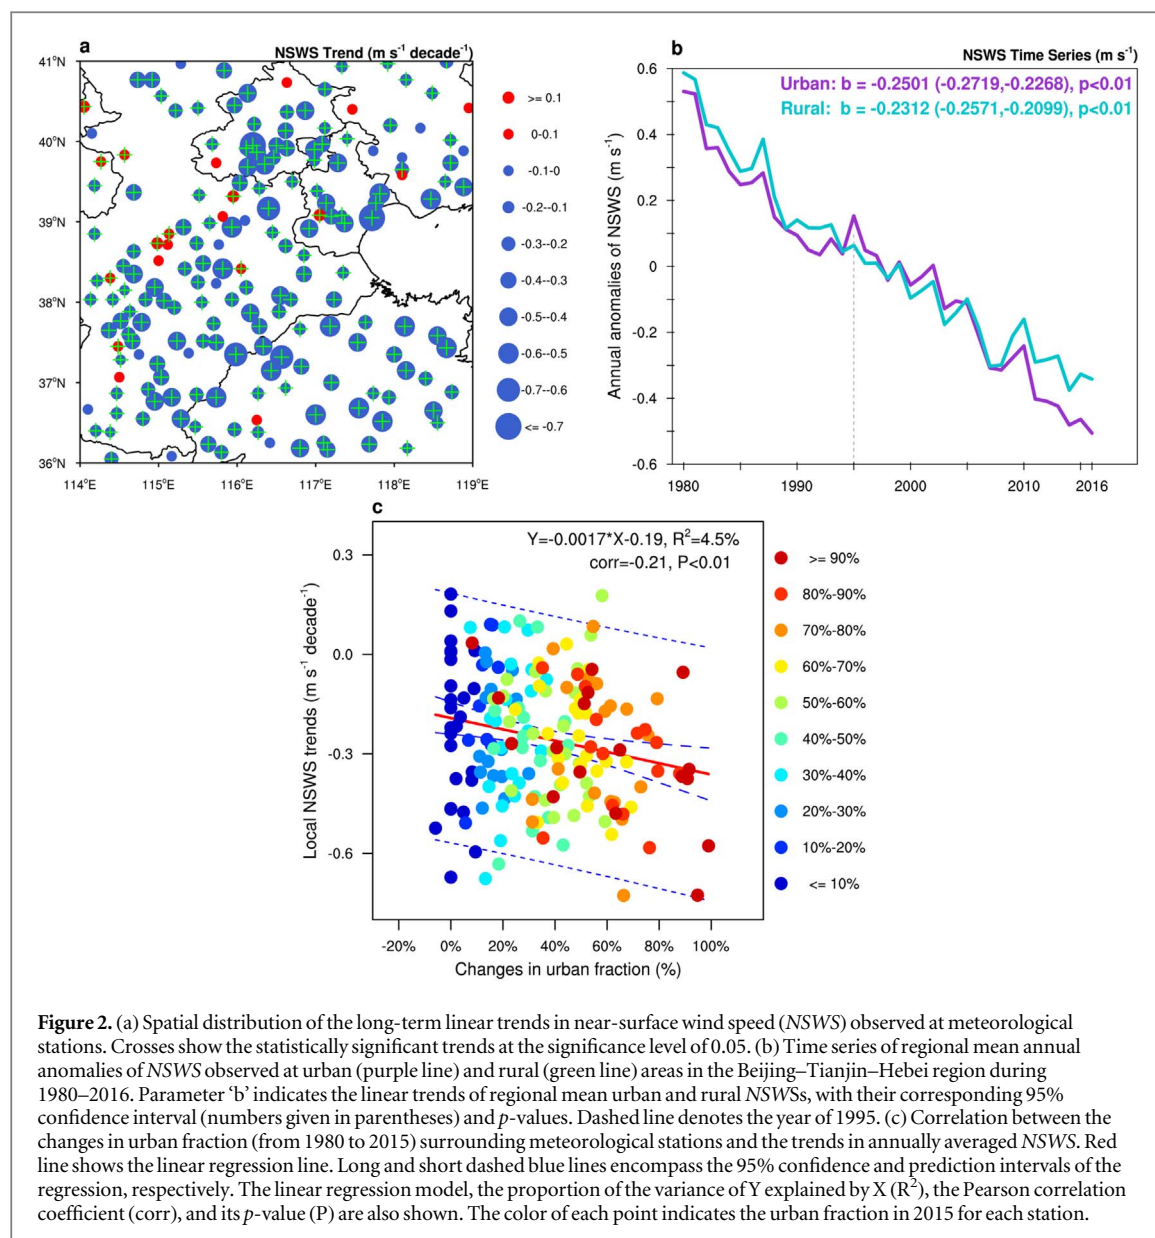 a
NSWS Trend (m s⁻¹ decade⁻¹)
41°N
40°N
39°N
38°N
37°N
36°N
114°E 115°E 116°E 117°E 118°E 119°E
>= 0.1
0-0.1
-0.1-0
-0.2--0.1
-0.3--0.2
-0.4--0.3
-0.5--0.4
-0.6--0.5
-0.7--0.6
<= -0.7
b
NSWS Time Series (m s⁻¹)
Urban: b = -0.2501 (-0.2719,-0.2268), p<0.01
Rural: b = -0.2312 (-0.2571,-0.2099), p<0.01
Annual anomalies of NSWS (m s⁻¹)
0.6
0.4
0.2
0
-0.2
-0.4
-0.6
1980 1990 2000 2010 2016
c
Y=-0.0017*X-0.19, R²=4.5%
corr=-0.21, P<0.01
Local NSWS trends (m s⁻¹ decade⁻¹)
0.3
0.0
-0.3
-0.6
-20% 0% 20% 40% 60% 80% 100%
Changes in urban fraction (%)
>= 90%
80%-90%
70%-80%
60%-70%
50%-60%
40%-50%
30%-40%
20%-30%
10%-20%
<= 10%
Figure 2. (a) Spatial distribution of the long-term linear trends in near-surface wind speed (NSWS) observed at meteorological
stations. Crosses show the statistically significant trends at the significance level of 0.05. (b) Time series of regional mean annual
anomalies of NSWS observed at urban (purple line) and rural (green line) areas in the Beijing–Tianjin–Hebei region during
1980–2016. Parameter 'b' indicates the linear trends of regional mean urban and rural NSWSs, with their corresponding 95%
confidence interval (numbers given in parentheses) and p-values. Dashed line denotes the year of 1995. (c) Correlation between the
changes in urban fraction (from 1980 to 2015) surrounding meteorological stations and the trends in annually averaged NSWS. Red
line shows the linear regression line. Long and short dashed blue lines encompass the 95% confidence and prediction intervals of the
regression, respectively. The linear regression model, the proportion of the variance of Y explained by X (R²), the Pearson correlation
coefficient (corr), and its p-value (P) are also shown. The color of each point indicates the urban fraction in 2015 for each station.